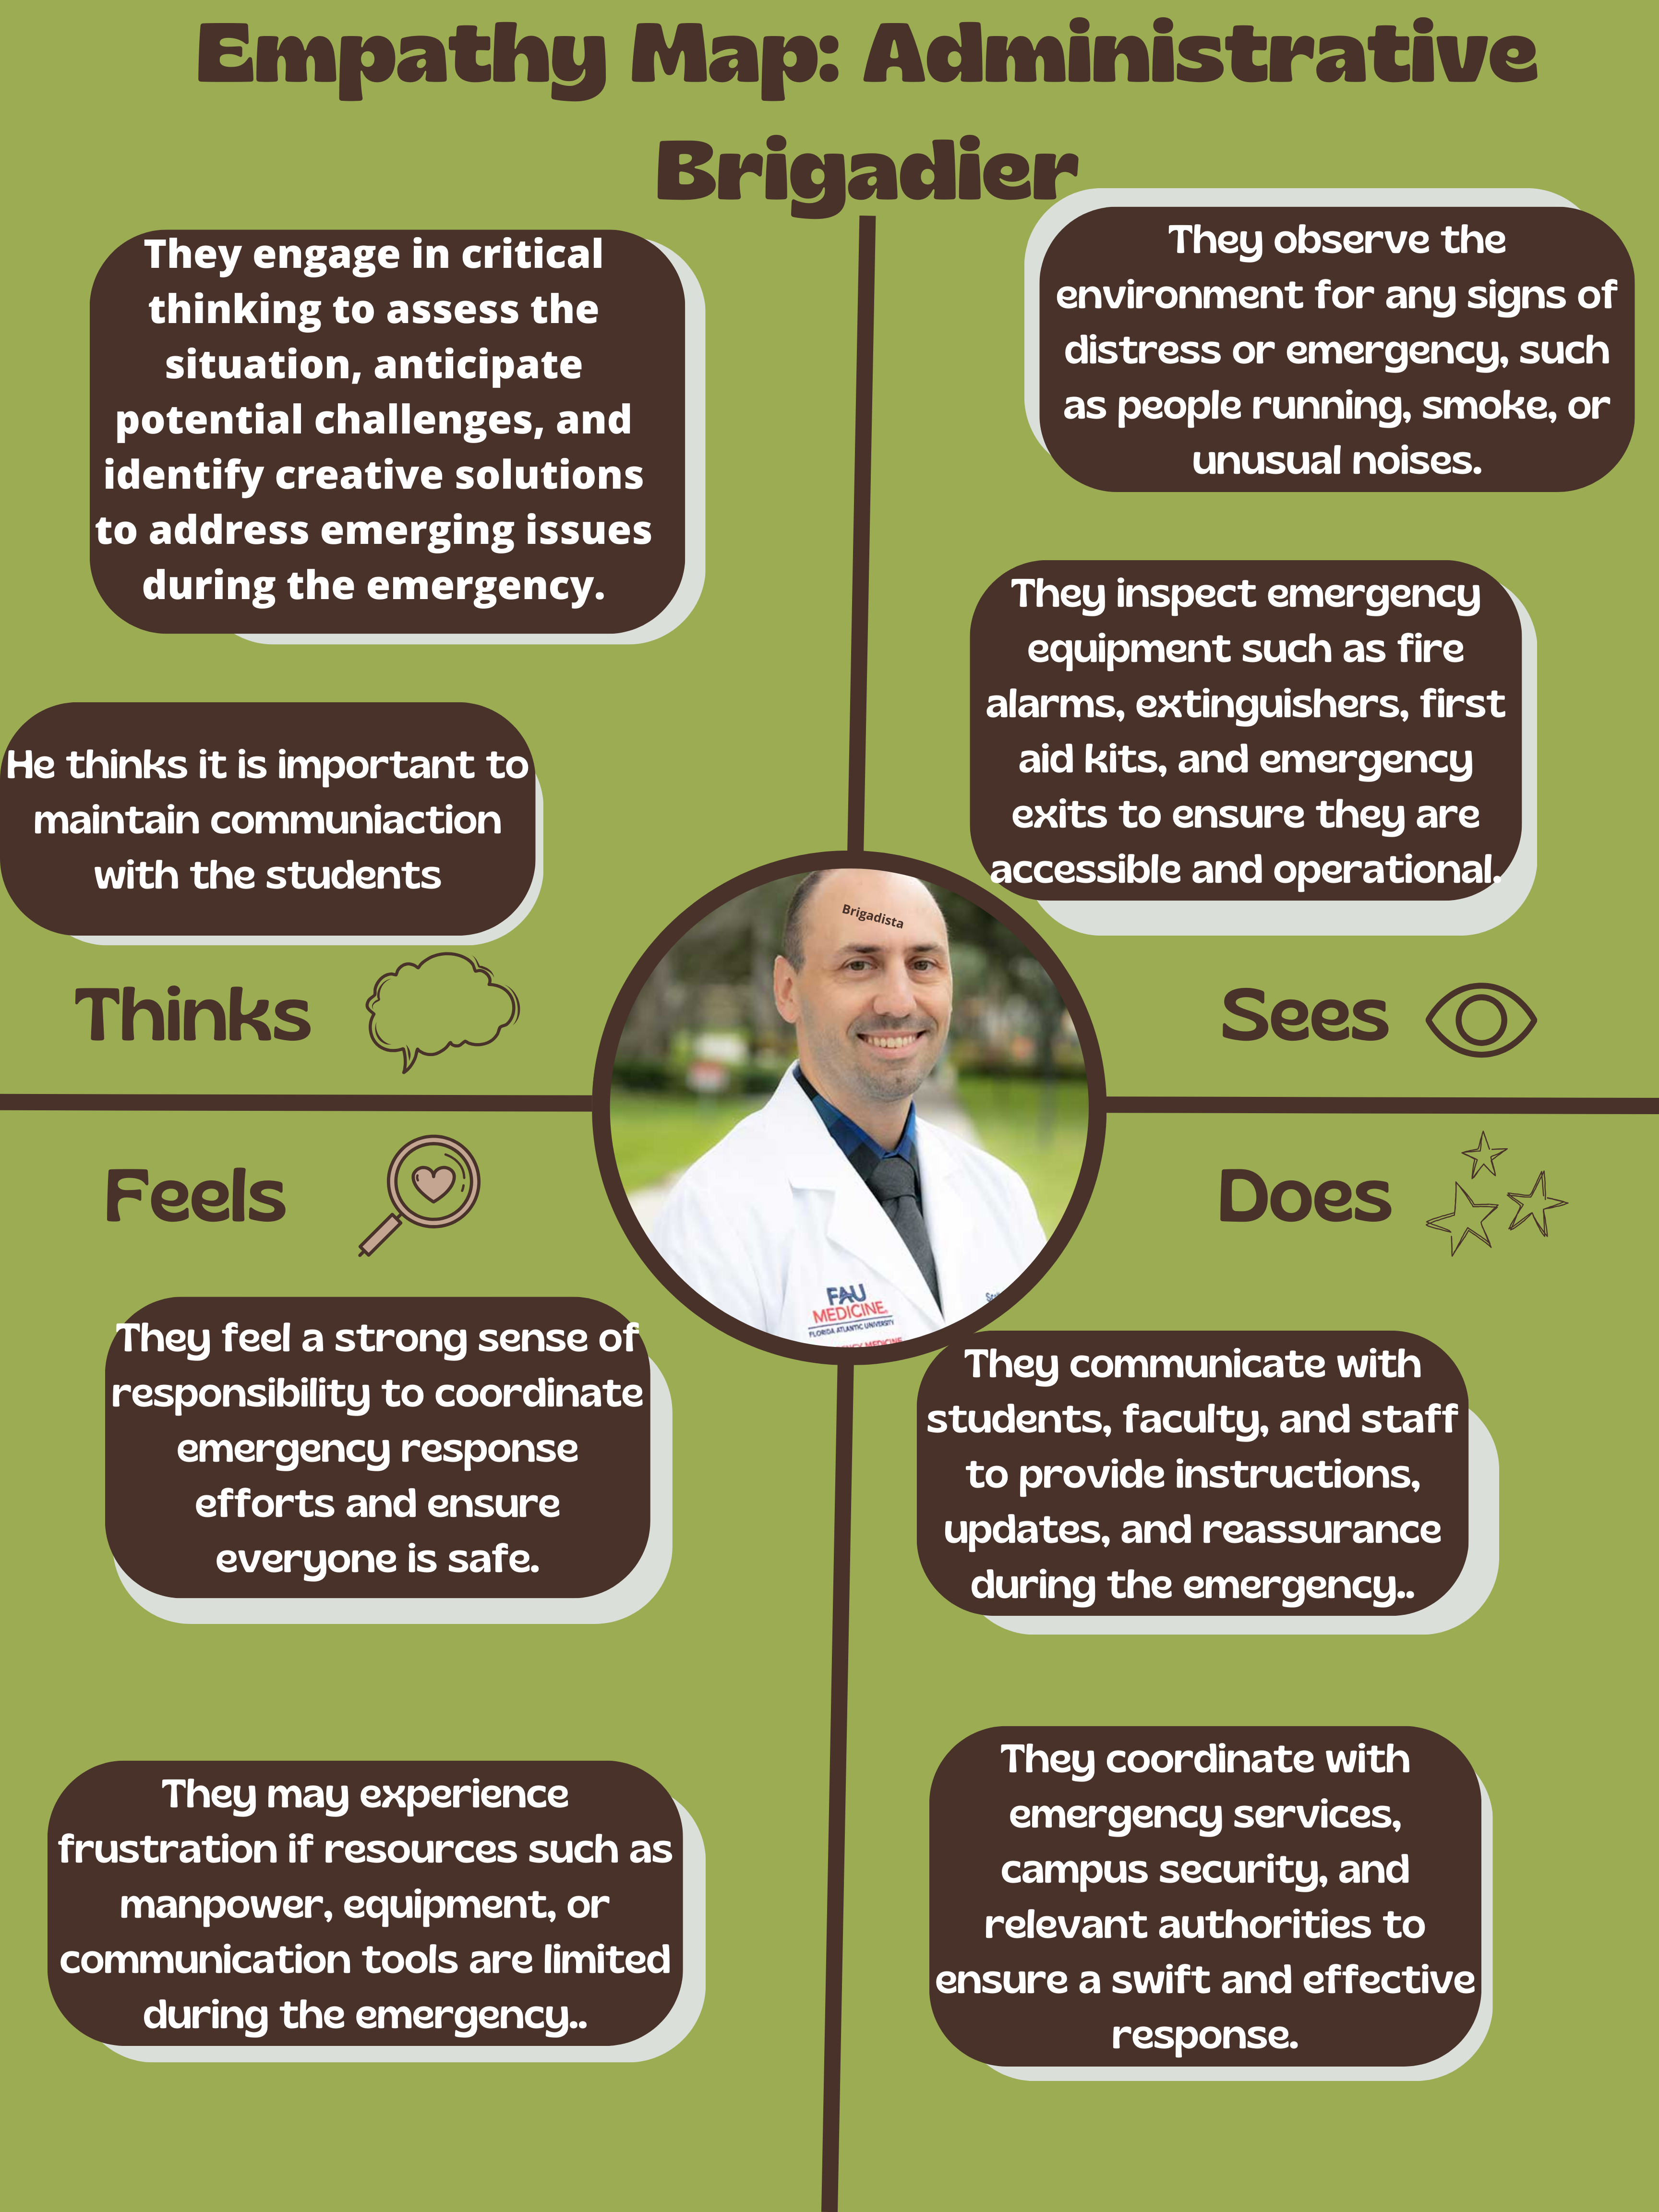 Empathy Map: Administrative
Brigadier
They engage in critical
thinking to assess the
situation, anticipate
potential challenges, and
identify creative solutions
to address emerging issues
during the emergency.
He thinks it is important to
maintain communiaction
with the students
Thinks
They observe the
environment for any signs of
distress or emergency, such
as people running, smoke, or
unusual noises.
They inspect emergency
equipment such as fire
alarms, extinguishers, first
aid kits, and emergency
exits to ensure they are
accessible and operational.
Sees
Brigadista
FAU
MEDICINE
FLORIDA ATLANTIC UNIVERSITY
Feels
They feel a strong sense of
responsibility to coordinate
emergency response
efforts and ensure
everyone is safe.
They may experience
frustration if resources such as
manpower, equipment, or
communication tools are limited
during the emergency..
Does
They communicate with
students, faculty, and staff
to provide instructions,
updates, and reassurance
during the emergency..
They coordinate with
emergency services,
campus security, and
relevant authorities to
ensure a swift and effective
response.